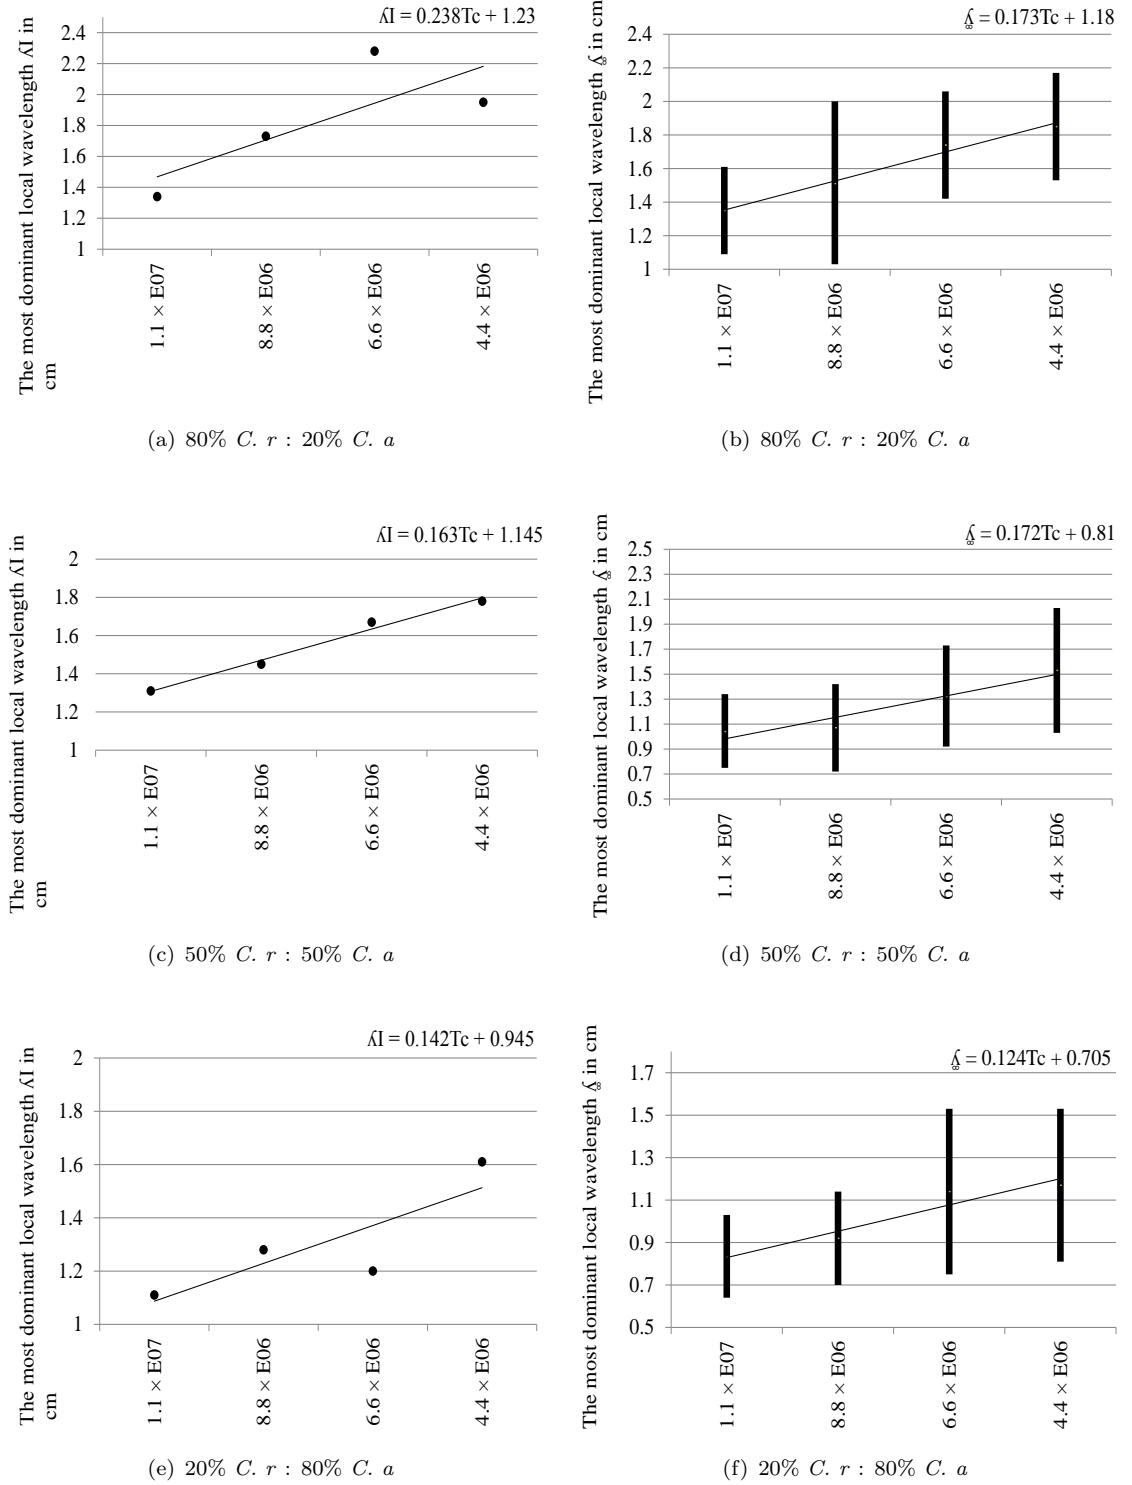 ʎI = 0.238Tc + 1.23
The most dominant local wavelength ʎI in
cm
2.4
2.2
2
1.8
1.6
1.4
1.2
1
1.1 × E07
8.8 × E06
6.6 × E06
4.4 × E06
(a) 80% C. r : 20% C. a
ʎ∞ = 0.173Tc + 1.18
The most dominant local wavelength ʎ∞ in cm
2.4
2.2
2
1.8
1.6
1.4
1.2
1
1.1 × E07
8.8 × E06
6.6 × E06
4.4 × E06
(b) 80% C. r : 20% C. a
ʎI = 0.163Tc + 1.145
The most dominant local wavelength ʎI in
cm
2
1.8
1.6
1.4
1.2
1
1.1 × E07
8.8 × E06
6.6 × E06
4.4 × E06
(c) 50% C. r : 50% C. a
ʎ∞ = 0.172Tc + 0.81
The most dominant local wavelength ʎ∞ in cm
2.5
2.3
2.1
1.9
1.7
1.5
1.3
1.1
0.9
0.7
0.5
1.1 × E07
8.8 × E06
6.6 × E06
4.4 × E06
(d) 50% C. r : 50% C. a
ʎI = 0.142Tc + 0.945
The most dominant local wavelength ʎI in
cm
2
1.8
1.6
1.4
1.2
1
1.1 × E07
8.8 × E06
6.6 × E06
4.4 × E06
(e) 20% C. r : 80% C. a
ʎ∞ = 0.124Tc + 0.705
The most dominant local wavelength ʎ∞ in cm
1.7
1.5
1.3
1.1
0.9
0.7
0.5
1.1 × E07
8.8 × E06
6.6 × E06
4.4 × E06
(f) 20% C. r : 80% C. a